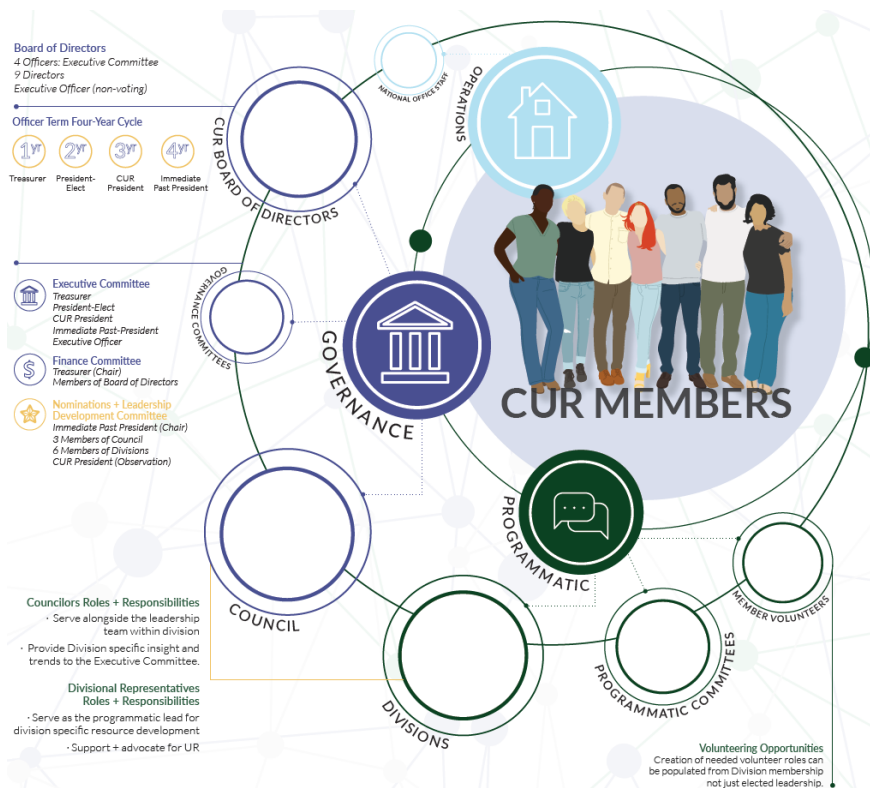 Board of Directors
4 Officers: Executive Committee
9 Directors
Executive Officer (non-voting)
Officer Term Four-Year Cycle
1yr
2yr
3yr
4yr
Treasurer
President-
Elect
CUR
President
Immediate
Past President
NATIONAL OFFICE STAFF
OPERATIONS
CUR BOARD OF DIRECTORS
GOVERNANCE COMMITTEES
Executive Committee
Treasurer
President-Elect
CUR President
Immediate Past-President
Executive Officer
$
Finance Committee
Treasurer (Chair)
Members of Board of Directors
Nominations + Leadership
Development Committee
Immediate Past President (Chair)
3 Members of Council
6 Members of Divisions
CUR President (Observation)
GOVERNANCE
CUR MEMBERS
PROGRAMMATIC
COUNCIL
DIVISIONS
PROGRAMMATIC COMMITTEES
MEMBER VOLUNTEERS
Councilors Roles + Responsibilities
· Serve alongside the leadership
team within division
· Provide Division specific insight and
trends to the Executive Committee.
Divisional Representatives
Roles + Responsibilities
· Serve as the programmatic lead for
division specific resource development
· Support + advocate for UR
Volunteering Opportunities
Creation of needed volunteer roles can
be populated from Division membership
not just elected leadership.